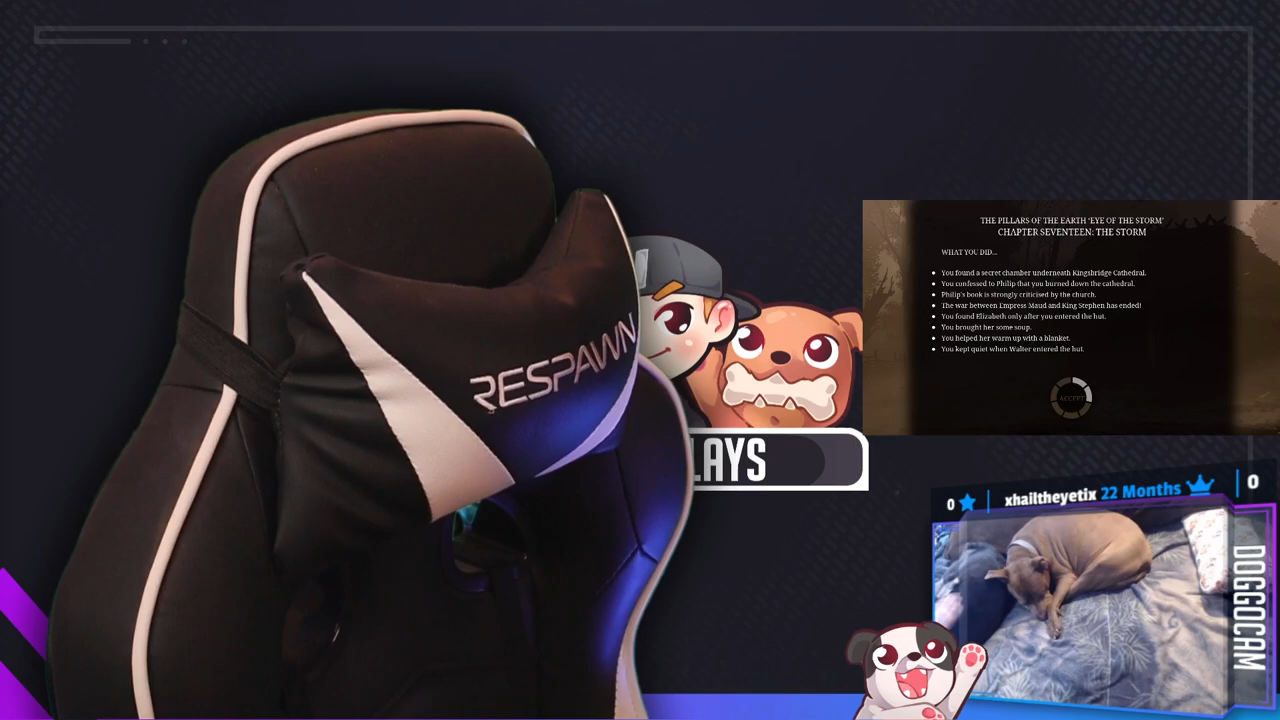 RESPAWN
LAYS
THE PILLARS OF THE EARTH 'EYE OF THE STORM'
CHAPTER SEVENTEEN: THE STORM
WHAT YOU DID...
You found a secret chamber underneath Kingsbridge Cathedral.
You confessed to Philip that you burned down the cathedral.
Philip's book is strongly criticised by the church.
The war between Empress Maud and King Stephen has ended!
You found Elizabeth only after you entered the hut.
You brought her some soup.
You helped her warm up with a blanket.
You kept quiet when Walter entered the hut.
ACCEPT
0 xhailtheyetix 22 Months 0
DOGGOCAM